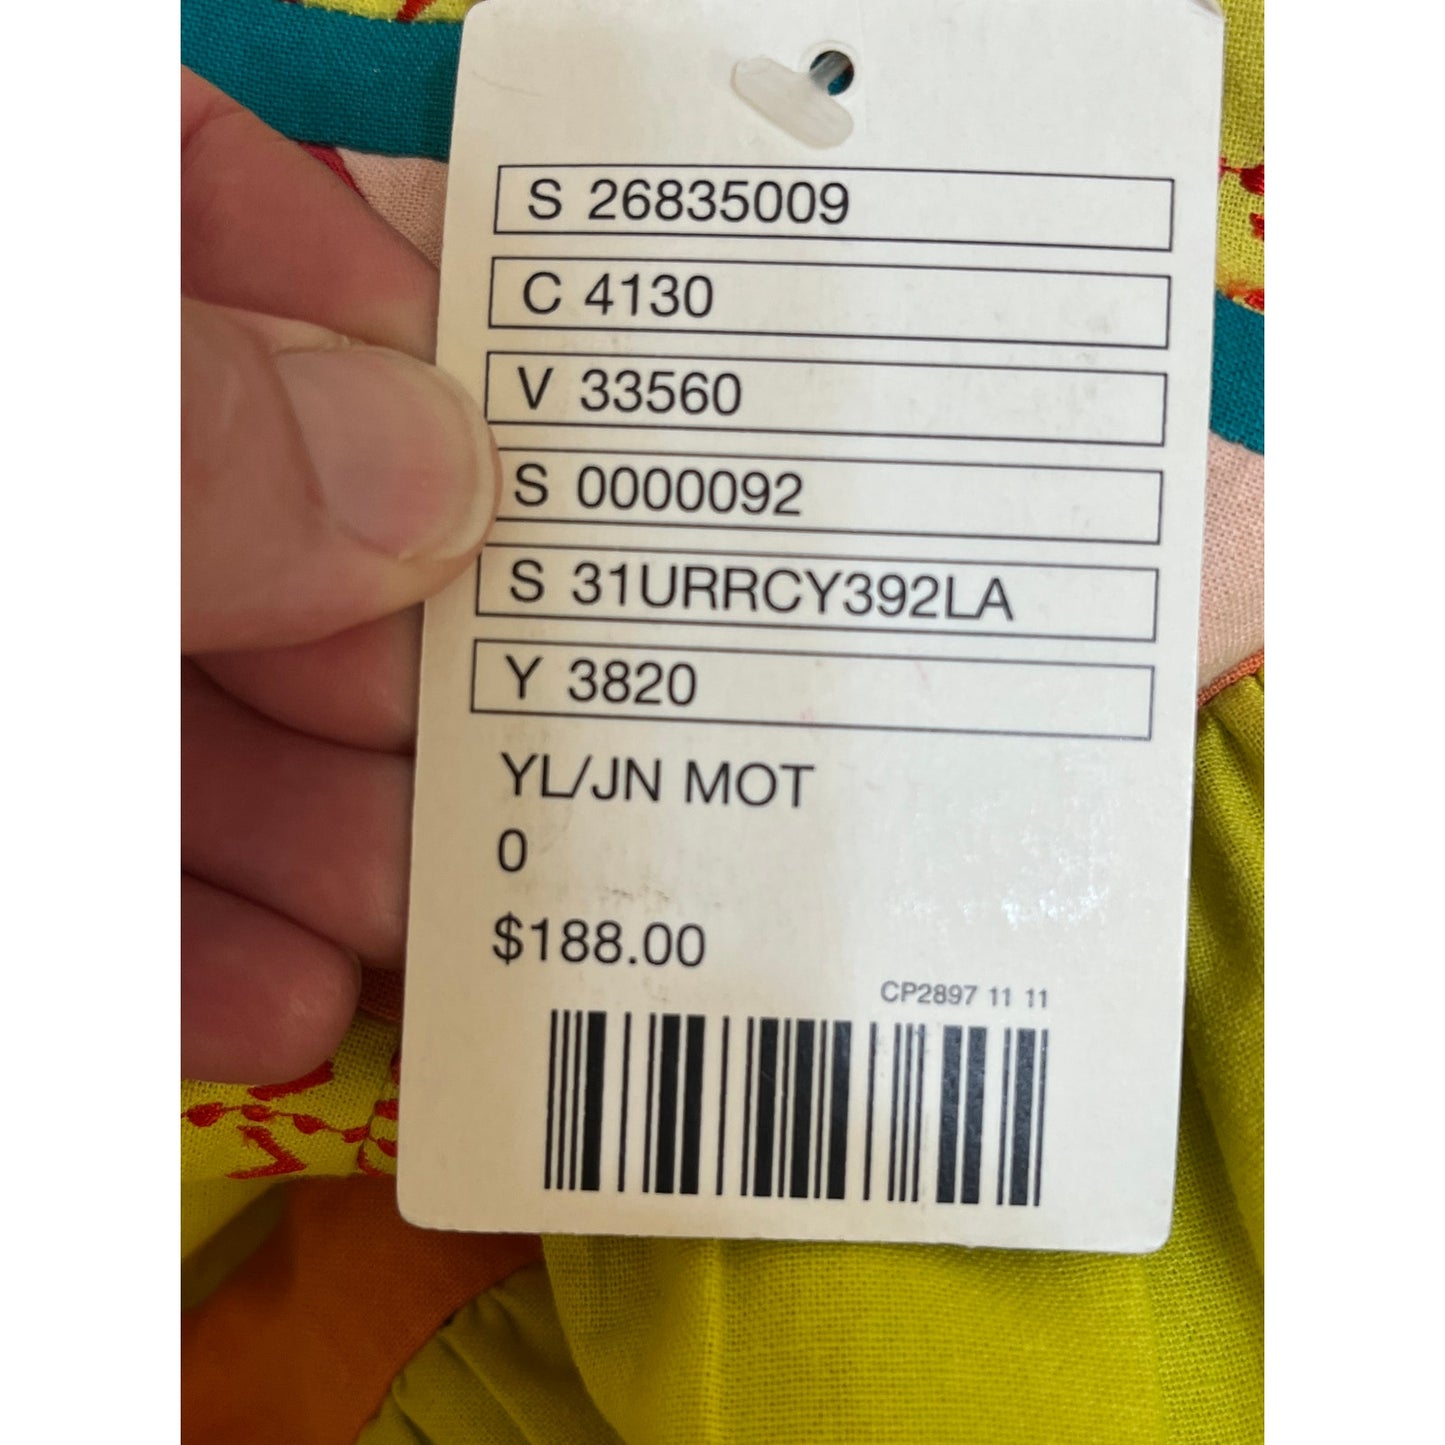 S 26835009
C 4130
V 33560
S 0000092
S 31URRCY392LA
Y 3820
YL/JN MOT
0
$188.00
CP2897 11 11